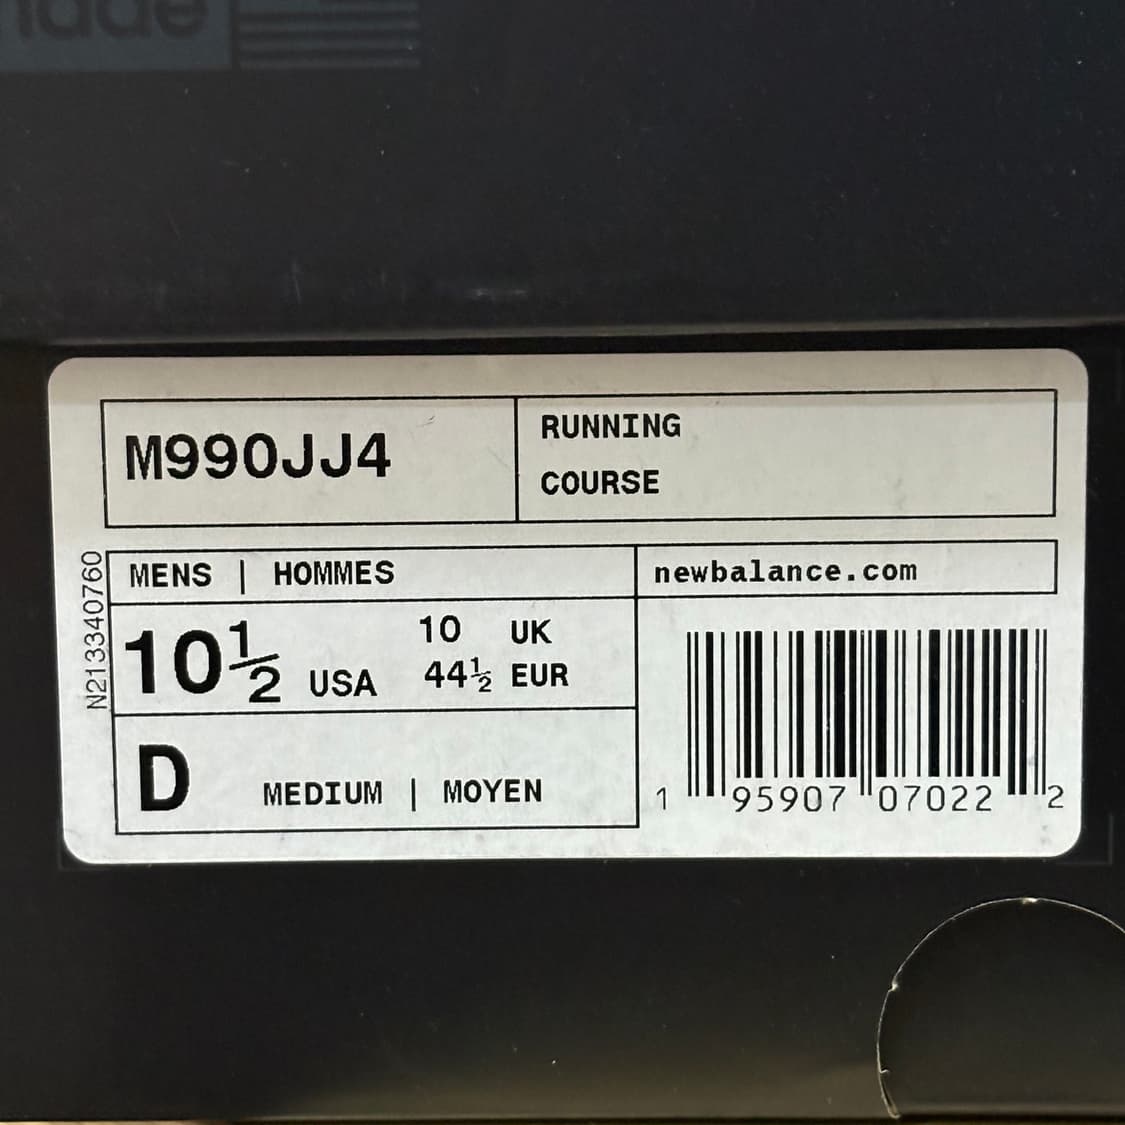 made
M990JJ4
RUNNING
COURSE
N213340760
MENS | HOMMES
newbalance.com
10½ USA
10 UK
44½ EUR
D MEDIUM | MOYEN
1 95907 07022 2